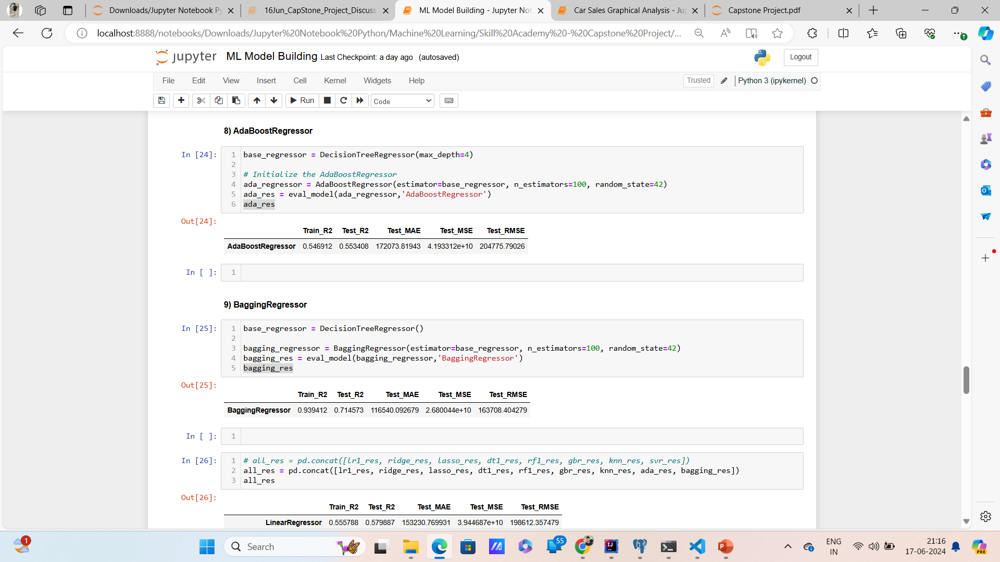 Downloads/Jupyter Notebook Py
16Jun_CapStone_Project_Discuss
ML Model Building - Jupyter Not
Car Sales Graphical Analysis - Ju
Capstone Project.pdf
localhost:8888/notebooks/Downloads/Jupyter%20Notebook%20Python/Machine%20Learning/Skill%20Academy%20-%20Capstone%20Project/...
jupyter ML Model Building Last Checkpoint: a day ago (autosaved)
Logout
File Edit View Insert Cell Kernel Widgets Help
Trusted Python 3 (ipykernel)
Run Code
8) AdaBoostRegressor
In [24]:
1 base_regressor = DecisionTreeRegressor(max_depth=4)
2
3 # Initialize the AdaBoostRegressor
4 ada_regressor = AdaBoostRegressor(estimator=base_regressor, n_estimators=100, random_state=42)
5 ada_res = eval_model(ada_regressor,'AdaBoostRegressor')
6 ada_res
Out[24]:
Train_R2 Test_R2 Test_MAE Test_MSE Test_RMSE
AdaBoostRegressor 0.546912 0.553408 172073.81943 4.193312e+10 204775.79026
In [ ]: 1
9) BaggingRegressor
In [25]:
1 base_regressor = DecisionTreeRegressor()
2
3 bagging_regressor = BaggingRegressor(estimator=base_regressor, n_estimators=100, random_state=42)
4 bagging_res = eval_model(bagging_regressor,'BaggingRegressor')
5 bagging_res
Out[25]:
Train_R2 Test_R2 Test_MAE Test_MSE Test_RMSE
BaggingRegressor 0.939412 0.714573 116540.092679 2.680044e+10 163708.404279
In [ ]: 1
In [26]:
1 # all_res = pd.concat([lr1_res, ridge_res, lasso_res, dt1_res, rf1_res, gbr_res, knn_res, svr_res])
2 all_res = pd.concat([lr1_res, ridge_res, lasso_res, dt1_res, rf1_res, gbr_res, knn_res, ada_res, bagging_res])
3 all_res
Out[26]:
Train_R2 Test_R2 Test_MAE Test_MSE Test_RMSE
LinearRegressor 0.555788 0.579887 153230.769931 3.944687e+10 198612.357479
1
Search
55
ENG
IN
21:16
17-06-2024
PRE